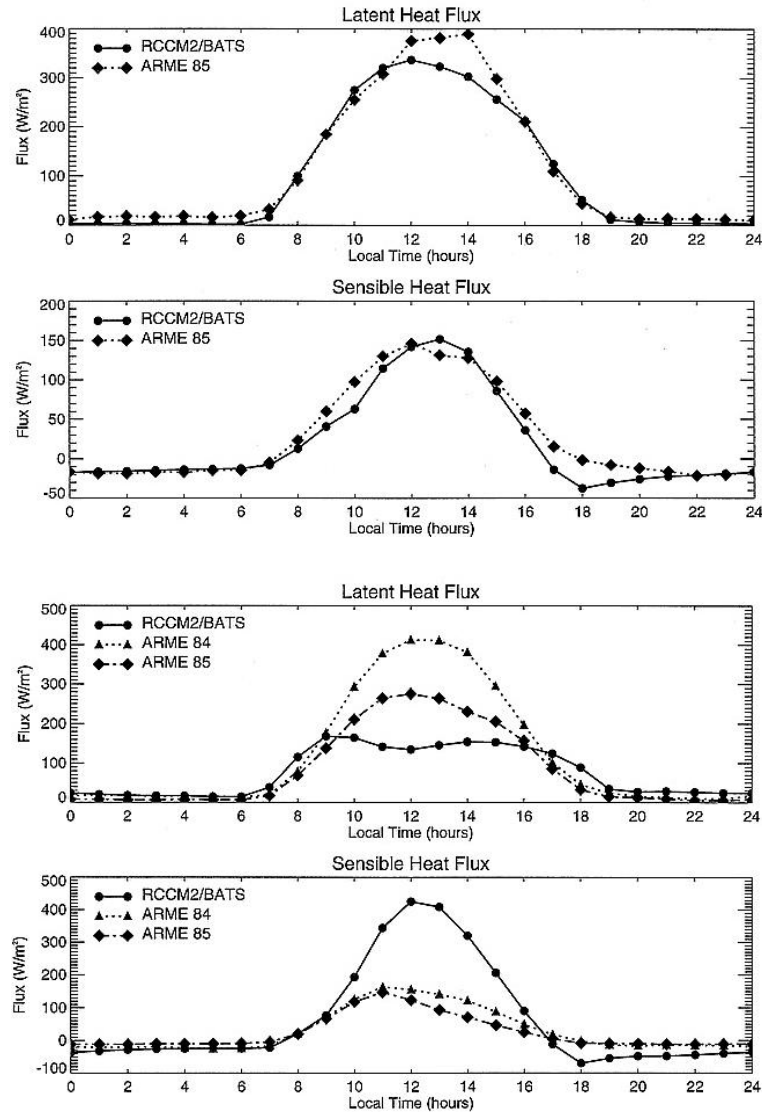 Latent Heat Flux
400
300
200
100
0
Flux (W/m²)
RCCM2/BATS
ARME 85
0 2 4 6 8 10 12 14 16 18 20 22 24
Local Time (hours)
Sensible Heat Flux
200
150
100
50
0
-50
Flux (W/m²)
RCCM2/BATS
ARME 85
0 2 4 6 8 10 12 14 16 18 20 22 24
Local Time (hours)
Latent Heat Flux
500
400
300
200
100
0
Flux (W/m²)
RCCM2/BATS
ARME 84
ARME 85
0 2 4 6 8 10 12 14 16 18 20 22 24
Local Time (hours)
Sensible Heat Flux
500
400
300
200
100
0
-100
Flux (W/m²)
RCCM2/BATS
ARME 84
ARME 85
0 2 4 6 8 10 12 14 16 18 20 22 24
Local Time (hours)